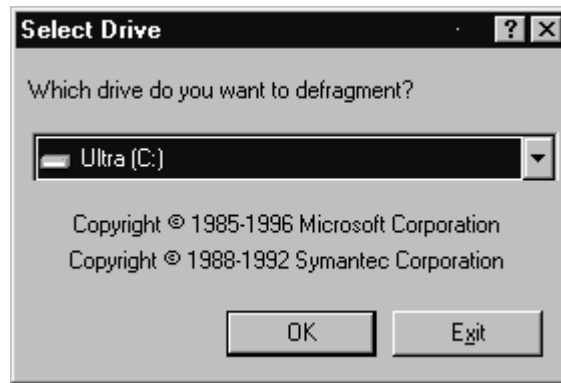 Select Drive
Which drive do you want to defragment?
Ultra (C:)
Copyright © 1985-1996 Microsoft Corporation
Copyright © 1988-1992 Symantec Corporation
OK Exit